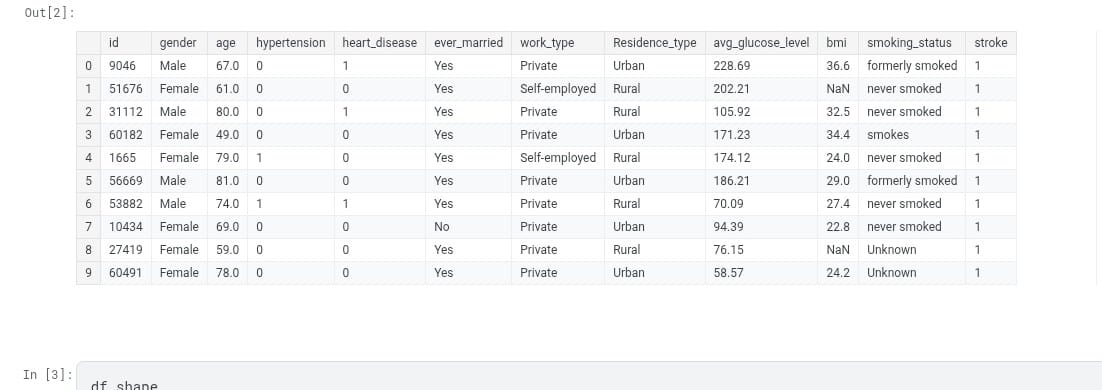 Out[2]:
id gender age hypertension heart_disease ever_married work_type Residence_type avg_glucose_level bmi smoking_status stroke
0 9046 Male 67.0 0 1 Yes Private Urban 228.69 36.6 formerly smoked 1
1 51676 Female 61.0 0 0 Yes Self-employed Rural 202.21 NaN never smoked 1
2 31112 Male 80.0 0 1 Yes Private Rural 105.92 32.5 never smoked 1
3 60182 Female 49.0 0 0 Yes Private Urban 171.23 34.4 smokes 1
4 1665 Female 79.0 1 0 Yes Self-employed Rural 174.12 24.0 never smoked 1
5 56669 Male 81.0 0 0 Yes Private Urban 186.21 29.0 formerly smoked 1
6 53882 Male 74.0 1 1 Yes Private Rural 70.09 27.4 never smoked 1
7 10434 Female 69.0 0 0 No Private Urban 94.39 22.8 never smoked 1
8 27419 Female 59.0 0 0 Yes Private Rural 76.15 NaN Unknown 1
9 60491 Female 78.0 0 0 Yes Private Urban 58.57 24.2 Unknown 1
In [3]:
df.shape